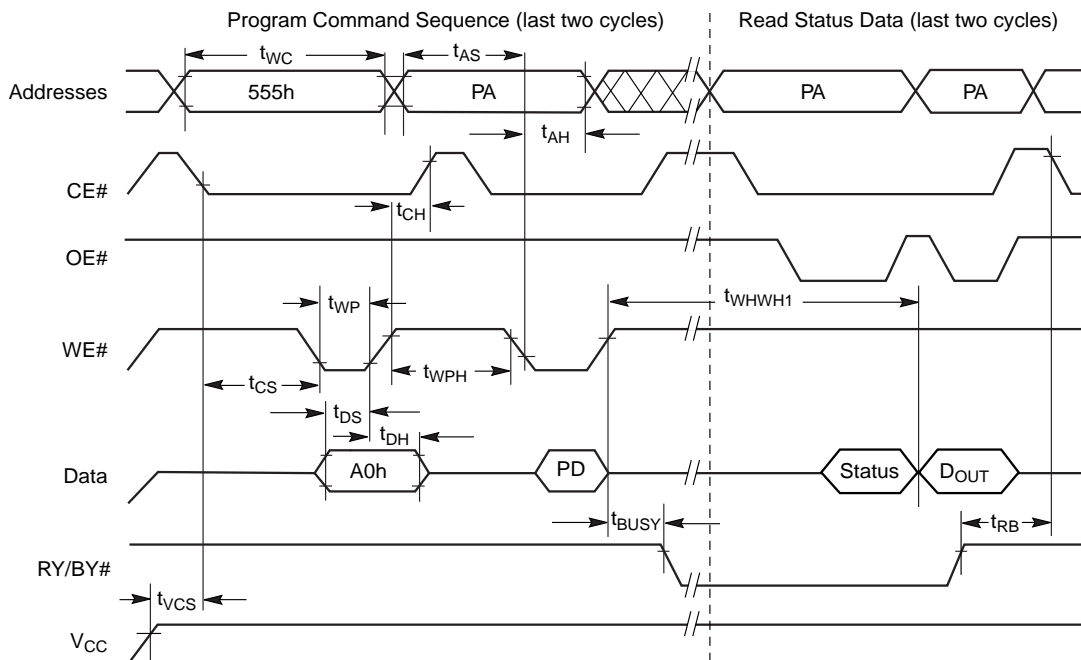 Program Command Sequence (last two cycles) Read Status Data (last two cycles)
tWC tAS
Addresses 555h PA PA PA
tAH
CE#
tCH
OE#
tWP tWHWH1
WE#
tCS tWPH
tDS
tDH
Data A0h PD Status DOUT
tBUSY tRB
RY/BY#
tVCS
VCC